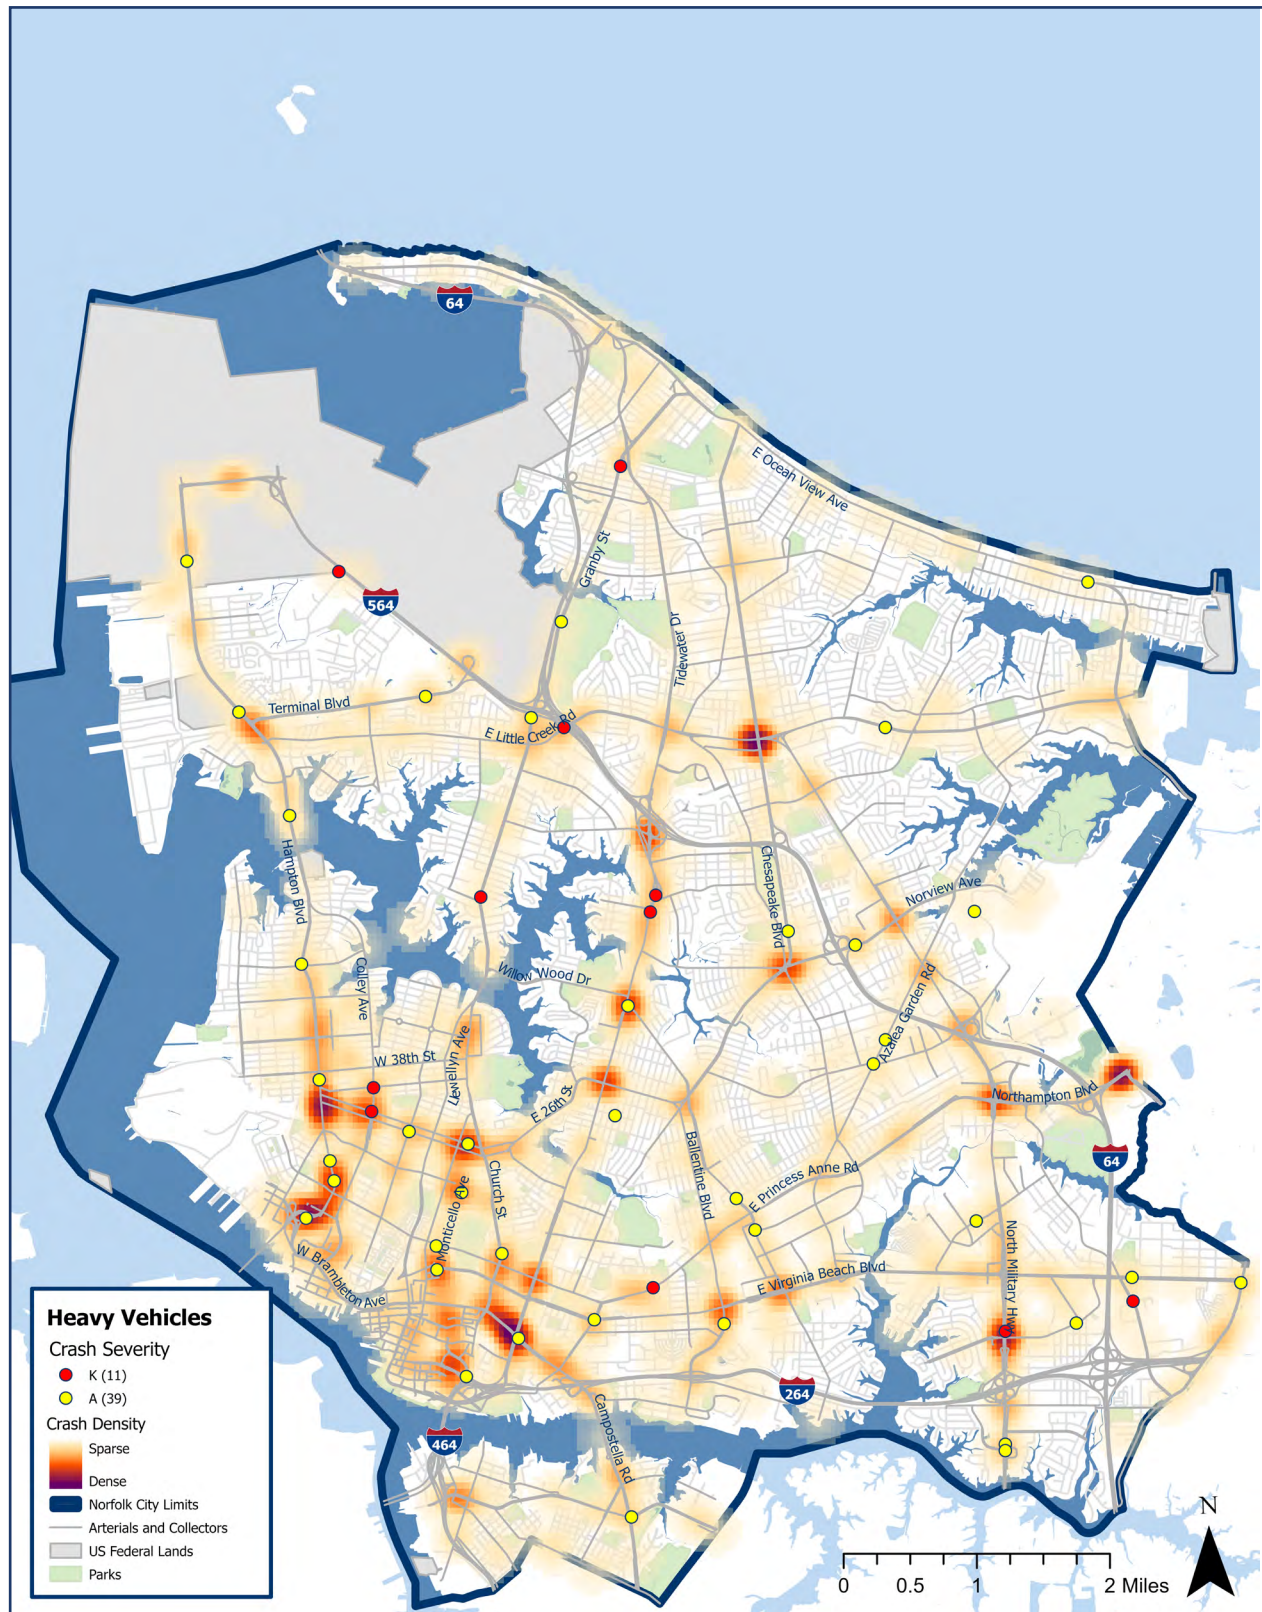 64
E Ocean View Ave
Granby St
564
Tidewater Dr
Terminal Blvd
E Little Creek Rd
Hampton Blvd
Chesapeake Blvd
Norview Ave
Colley Ave
Willow Wood Dr
Azalea Garden Rd
W 38th St
Llewellyn Ave
E 26th St
Northampton Blvd
Ballentine Blvd
64
Church St
E Princess Anne Rd
Monticello Ave
North Military Hwy
W Brambleton Ave
E Virginia Beach Blvd
264
Campostella Rd
464
Heavy Vehicles
Crash Severity
K (11)
A (39)
Crash Density
Sparse
Dense
Norfolk City Limits
Arterials and Collectors
US Federal Lands
Parks
N
0 0.5 1 2 Miles